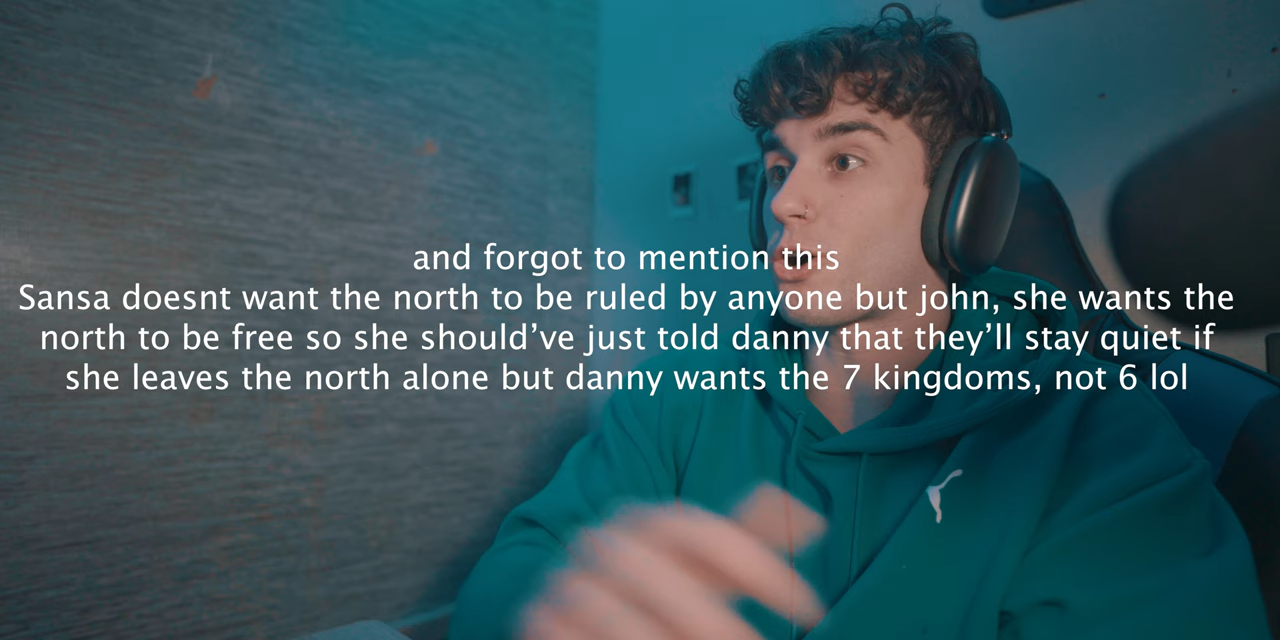 and forgot to mention this
Sansa doesnt want the north to be ruled by anyone but john, she wants the
north to be free so she should’ve just told danny that they’ll stay quiet if
she leaves the north alone but danny wants the 7 kingdoms, not 6 lol